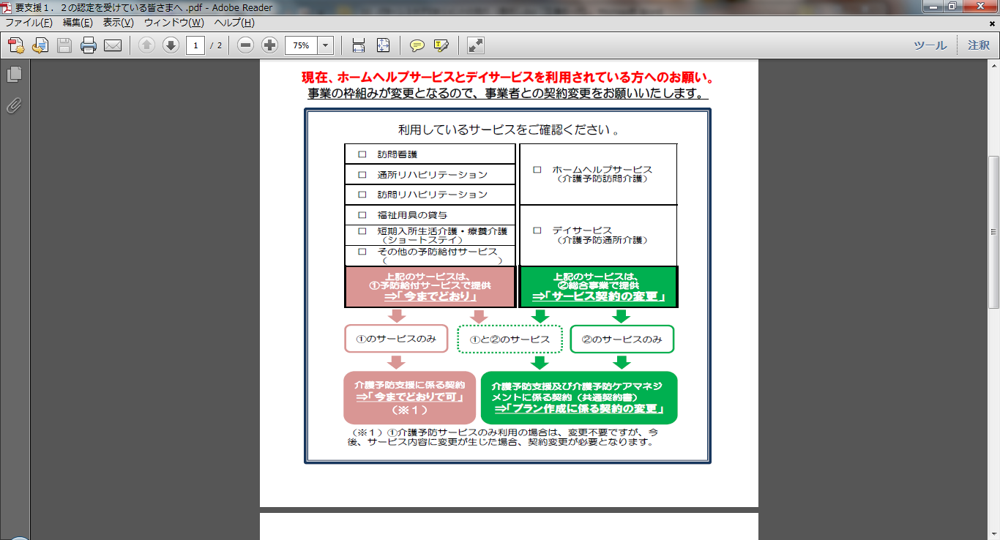 要支援１．２の認定を受けている皆さまへ .pdf - Adobe Reader
ファイル(F) 編集(E) 表示(V) ウィンドウ(W) ヘルプ(H)
1 / 2 75% ツール 注釈
現在、ホームヘルプサービスとデイサービスを利用されている方へのお願い。
事業の枠組みが変更となるので、事業者との契約変更をお願いいたします。
利用しているサービスをご確認ください 。
□ 訪問看護
□ 通所リハビリテーション
□ 訪問リハビリテーション
□ 福祉用具の貸与
□ 短期入所生活介護・療養介護
（ショートステイ）
□ その他の予防給付サービス
（ ）
□ ホームヘルプサービス
（介護予防訪問介護）
□ デイサービス
（介護予防通所介護）
上記のサービスは、
①予防給付サービスで提供
⇒「今までどおり」
上記のサービスは、
②総合事業で提供
⇒「サービス契約の変更」
①のサービスのみ
①と②のサービス
②のサービスのみ
介護予防支援に係る契約
⇒「今までどおりで可」
（※１）
介護予防支援及び介護予防ケアマネジ
メントに係る契約（共通契約書）
⇒「プラン作成に係る契約の変更」
（※１）①介護予防サービスのみ利用の場合は、変更不要ですが、今
後、サービス内容に変更が生じた場合、契約変更が必要となります。